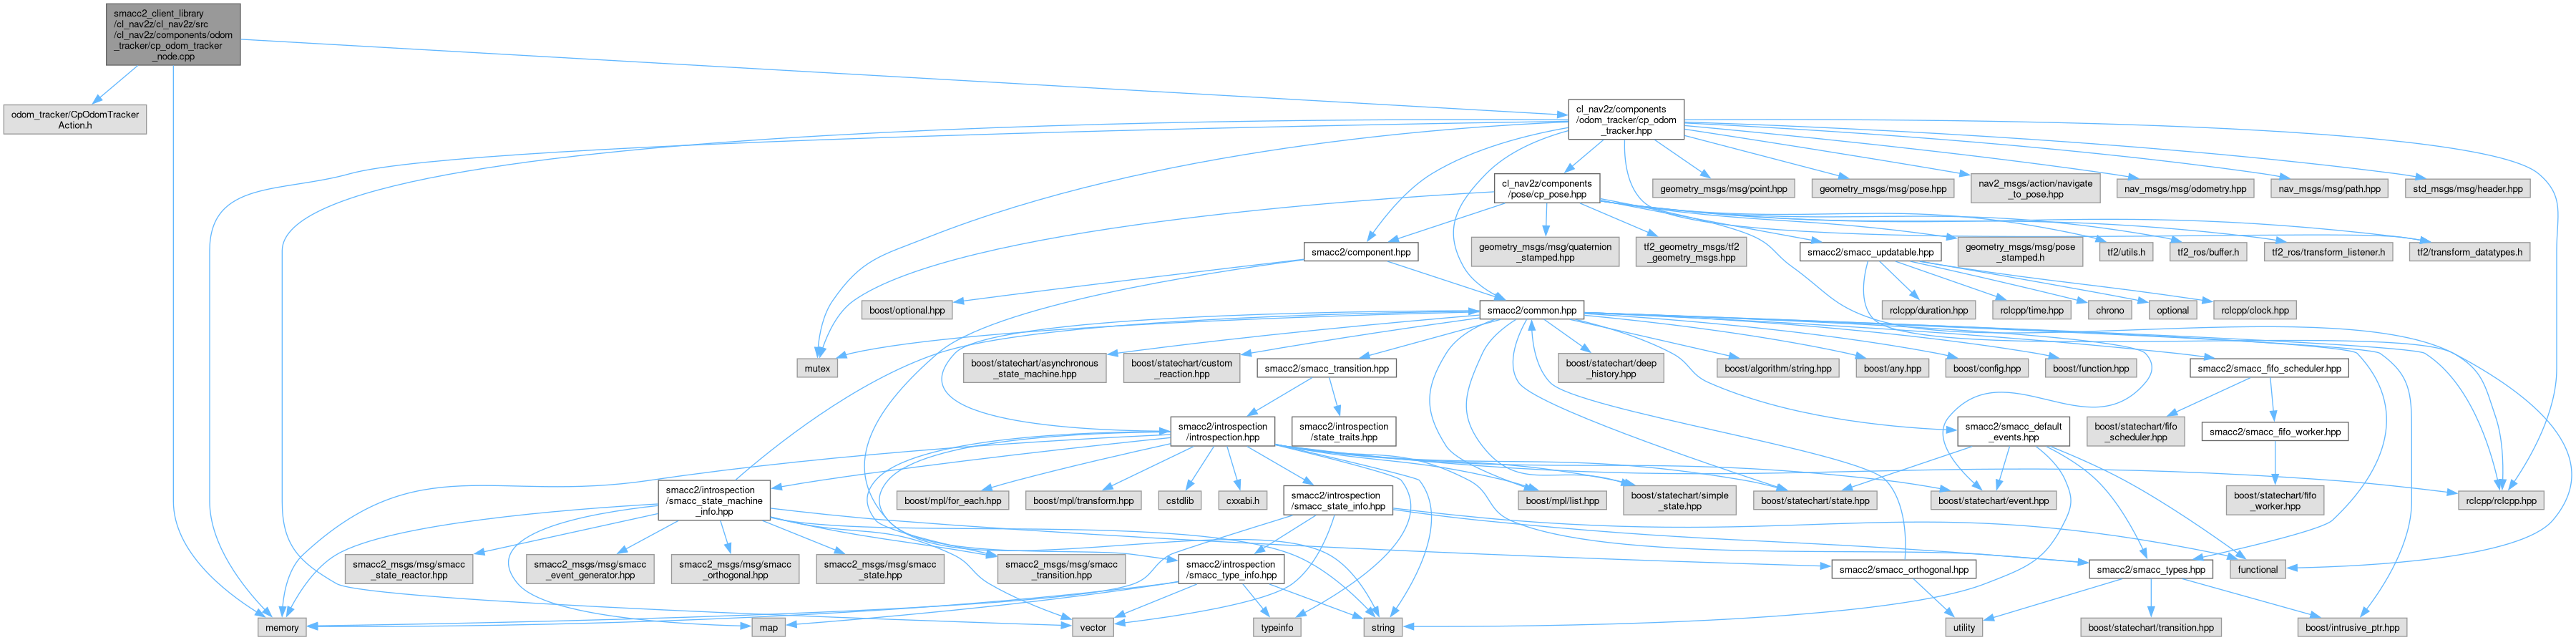 smacc2_client_library
/cl_nav2z/cl_nav2z/src
/cl_nav2z/components/odom
_tracker/cp_odom_tracker
_node.cpp
odom_tracker/CpOdomTracker
Action.h
cl_nav2z/components
/odom_tracker/cp_odom
_tracker.hpp
cl_nav2z/components
/pose/cp_pose.hpp
geometry_msgs/msg/point.hpp
geometry_msgs/msg/pose.hpp
nav2_msgs/action/navigate
_to_pose.hpp
nav_msgs/msg/odometry.hpp
nav_msgs/msg/path.hpp
std_msgs/msg/header.hpp
smacc2/component.hpp
geometry_msgs/msg/quaternion
_stamped.hpp
tf2_geometry_msgs/tf2
_geometry_msgs.hpp
smacc2/smacc_updatable.hpp
geometry_msgs/msg/pose
_stamped.h
tf2/utils.h
tf2_ros/buffer.h
tf2_ros/transform_listener.h
tf2/transform_datatypes.h
boost/optional.hpp
smacc2/common.hpp
rclcpp/duration.hpp
rclcpp/time.hpp
chrono
optional
rclcpp/clock.hpp
mutex
boost/statechart/asynchronous
_state_machine.hpp
boost/statechart/custom
_reaction.hpp
smacc2/smacc_transition.hpp
boost/statechart/deep
_history.hpp
boost/algorithm/string.hpp
boost/any.hpp
boost/config.hpp
boost/function.hpp
smacc2/smacc_fifo_scheduler.hpp
smacc2/introspection
/introspection.hpp
smacc2/introspection
/state_traits.hpp
smacc2/smacc_default
_events.hpp
boost/statechart/fifo
_scheduler.hpp
smacc2/smacc_fifo_worker.hpp
smacc2/introspection
/smacc_state_machine
_info.hpp
boost/mpl/for_each.hpp
boost/mpl/transform.hpp
cstdlib
cxxabi.h
smacc2/introspection
/smacc_state_info.hpp
boost/mpl/list.hpp
boost/statechart/simple
_state.hpp
boost/statechart/state.hpp
boost/statechart/event.hpp
boost/statechart/fifo
_worker.hpp
rclcpp/rclcpp.hpp
smacc2_msgs/msg/smacc
_state_reactor.hpp
smacc2_msgs/msg/smacc
_event_generator.hpp
smacc2_msgs/msg/smacc
_orthogonal.hpp
smacc2_msgs/msg/smacc
_state.hpp
smacc2_msgs/msg/smacc
_transition.hpp
smacc2/introspection
/smacc_type_info.hpp
smacc2/smacc_orthogonal.hpp
smacc2/smacc_types.hpp
functional
memory
map
vector
typeinfo
string
utility
boost/statechart/transition.hpp
boost/intrusive_ptr.hpp